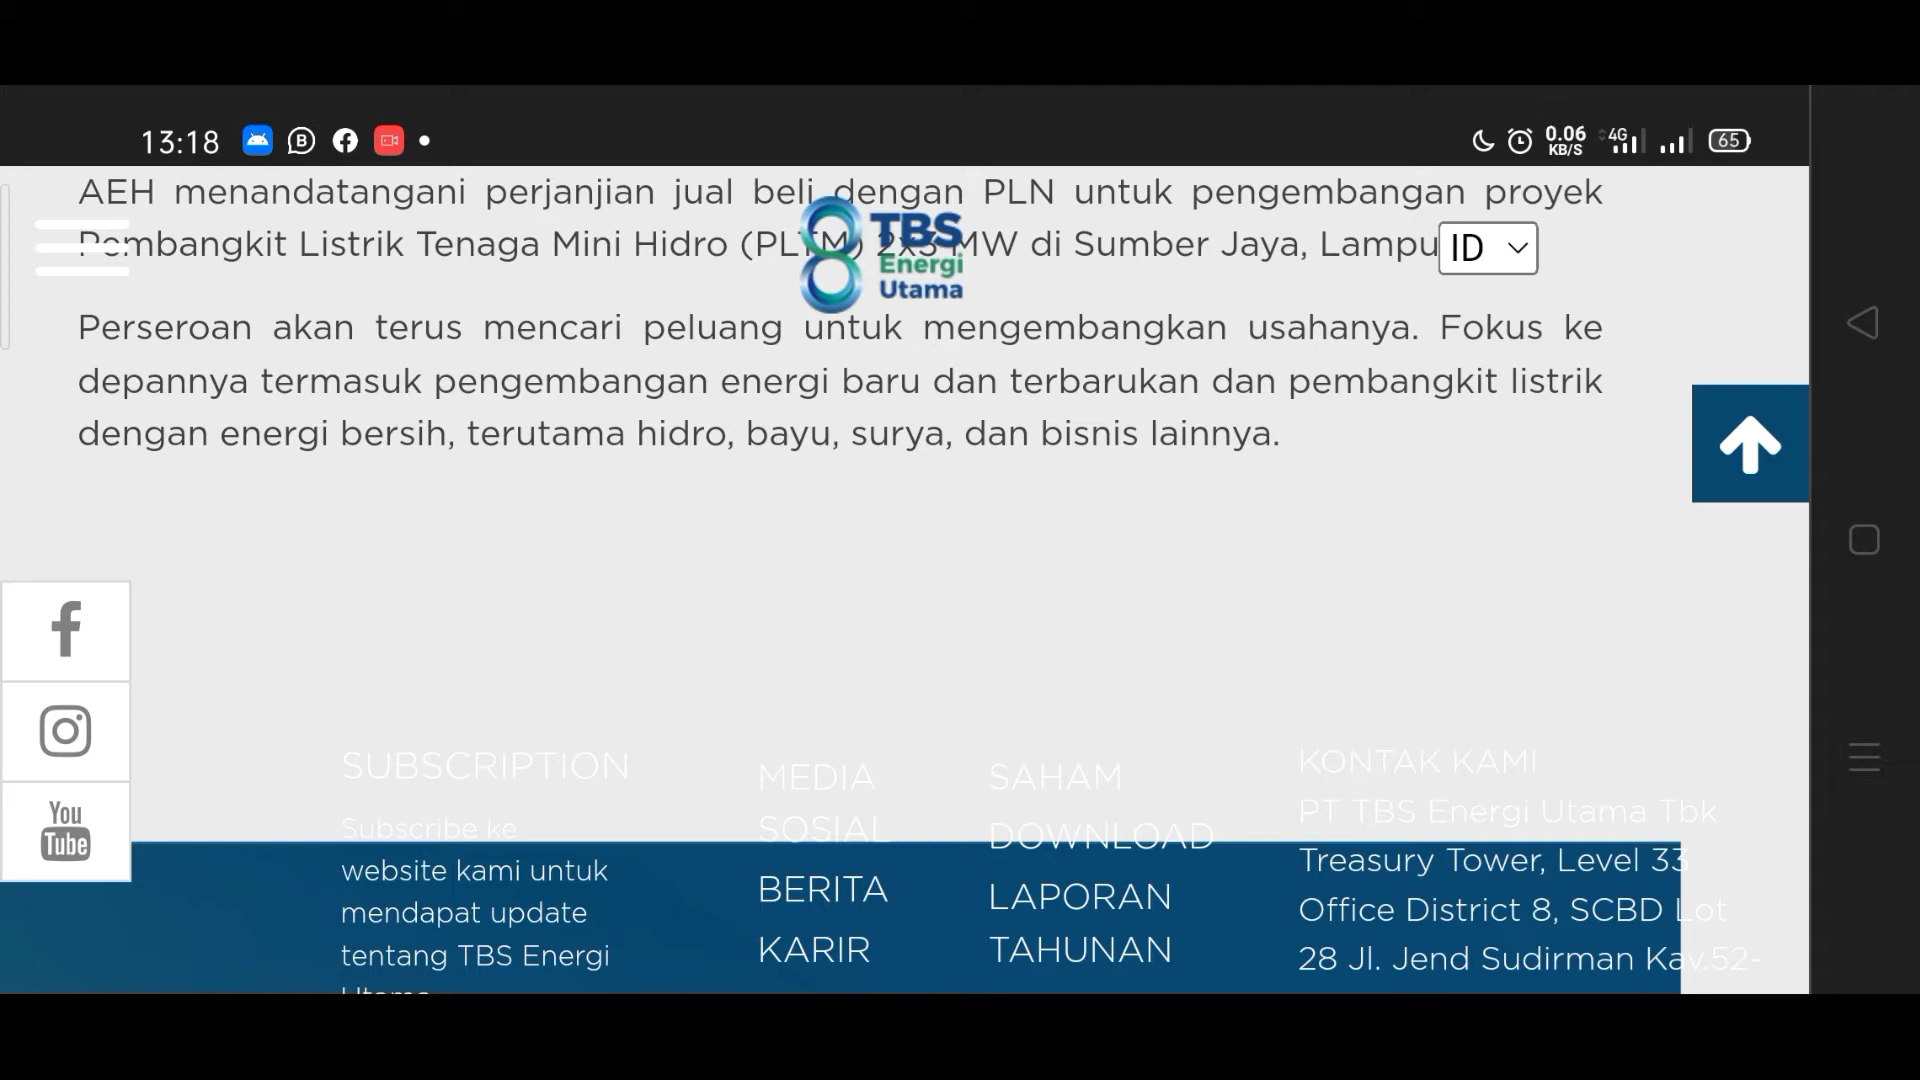 13:18
0.06
KB/S
4G
65
AEH menandatangani perjanjian jual beli dengan PLN untuk pengembangan proyek
Pembangkit Listrik Tenaga Mini Hidro (PLTM) 2x3 MW di Sumber Jaya, Lampu
TBS
Energi
Utama
ID
Perseroan akan terus mencari peluang untuk mengembangkan usahanya. Fokus ke
depannya termasuk pengembangan energi baru dan terbarukan dan pembangkit listrik
dengan energi bersih, terutama hidro, bayu, surya, dan bisnis lainnya.
You
Tube
SUBSCRIPTION
Subscribe ke
website kami untuk
mendapat update
tentang TBS Energi
Utama
MEDIA
SOSIAL
BERITA
KARIR
SAHAM
DOWNLOAD
LAPORAN
TAHUNAN
KONTAK KAMI
PT TBS Energi Utama Tbk
Treasury Tower, Level 33
Office District 8, SCBD Lot
28 Jl. Jend Sudirman Kav.52-